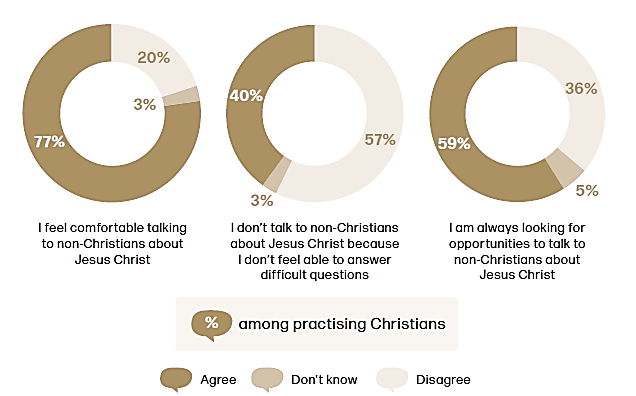 20%
3%
77%
40%
57%
3%
36%
59%
5%
I feel comfortable talking
to non-Christians about
Jesus Christ
I don't talk to non-Christians
about Jesus Christ because
I don't feel able to answer
difficult questions
I am always looking for
opportunities to talk to
non-Christians about
Jesus Christ
% among practising Christians
Agree
Don't know
Disagree